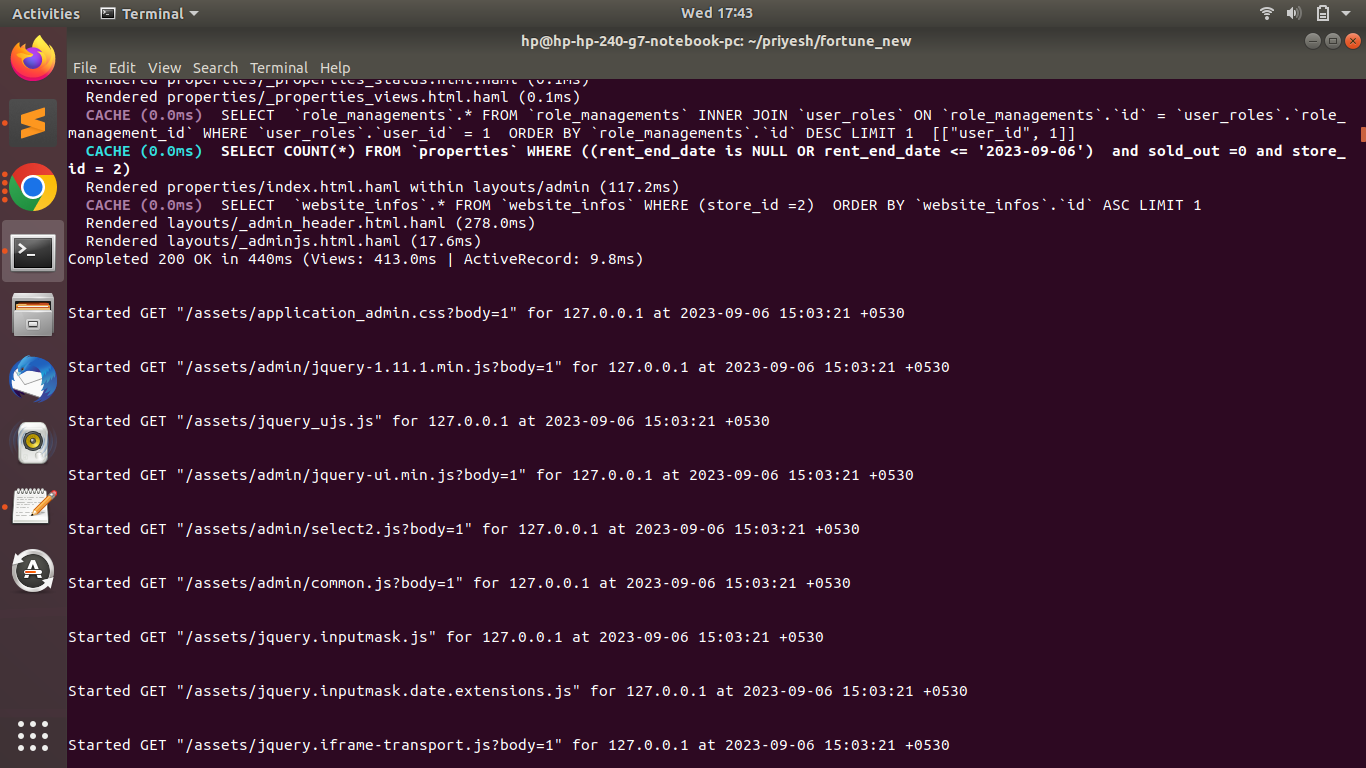 Activities Terminal Wed 17:43
hp@hp-hp-240-g7-notebook-pc: ~/priyesh/fortune_new
File Edit View Search Terminal Help
Rendered properties/_properties_status.html.haml (0.1ms)
Rendered properties/_properties_views.html.haml (0.1ms)
CACHE (0.0ms)  SELECT  `role_managements`.* FROM `role_managements` INNER JOIN `user_roles` ON `role_managements`.`id` = `user_roles`.`role_
management_id` WHERE `user_roles`.`user_id` = 1  ORDER BY `role_managements`.`id` DESC LIMIT 1  [["user_id", 1]]
CACHE (0.0ms)  SELECT COUNT(*) FROM `properties` WHERE ((rent_end_date is NULL OR rent_end_date <= '2023-09-06')  and sold_out =0 and store_
id = 2)
Rendered properties/index.html.haml within layouts/admin (117.2ms)
CACHE (0.0ms)  SELECT  `website_infos`.* FROM `website_infos` WHERE (store_id =2)  ORDER BY `website_infos`.`id` ASC LIMIT 1
Rendered layouts/_admin_header.html.haml (278.0ms)
Rendered layouts/_adminjs.html.haml (17.6ms)
Completed 200 OK in 440ms (Views: 413.0ms | ActiveRecord: 9.8ms)
Started GET "/assets/application_admin.css?body=1" for 127.0.0.1 at 2023-09-06 15:03:21 +0530
Started GET "/assets/admin/jquery-1.11.1.min.js?body=1" for 127.0.0.1 at 2023-09-06 15:03:21 +0530
Started GET "/assets/jquery_ujs.js" for 127.0.0.1 at 2023-09-06 15:03:21 +0530
Started GET "/assets/admin/jquery-ui.min.js?body=1" for 127.0.0.1 at 2023-09-06 15:03:21 +0530
Started GET "/assets/admin/select2.js?body=1" for 127.0.0.1 at 2023-09-06 15:03:21 +0530
Started GET "/assets/admin/common.js?body=1" for 127.0.0.1 at 2023-09-06 15:03:21 +0530
Started GET "/assets/jquery.inputmask.js" for 127.0.0.1 at 2023-09-06 15:03:21 +0530
Started GET "/assets/jquery.inputmask.date.extensions.js" for 127.0.0.1 at 2023-09-06 15:03:21 +0530
Started GET "/assets/jquery.iframe-transport.js?body=1" for 127.0.0.1 at 2023-09-06 15:03:21 +0530